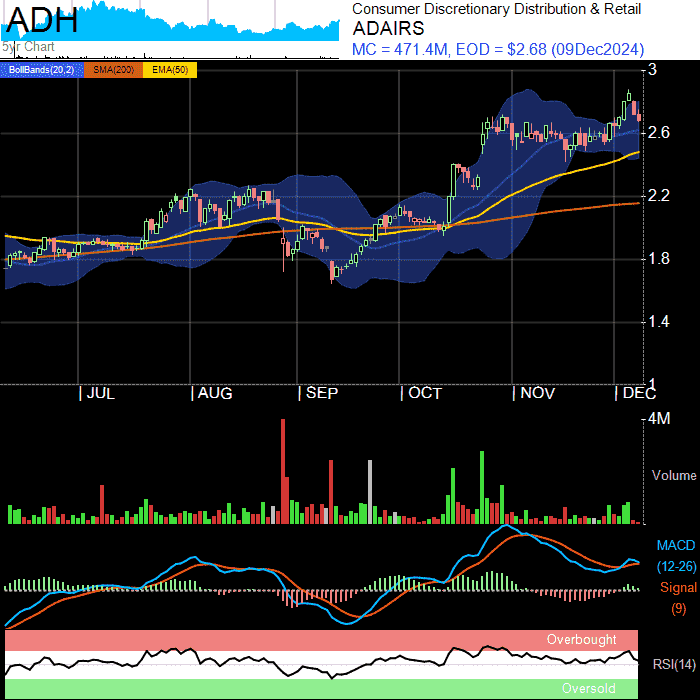 ADH
5yr Chart
Consumer Discretionary Distribution & Retail
ADAIRS
MC = 471.4M, EOD = $2.68 (09Dec2024)
BollBands(20,2) SMA(200) EMA(50)
3
2.6
2.2
1.8
1.4
1
| JUL | AUG | SEP | OCT | NOV | DEC
4M
Volume
MACD
(12-26)
Signal
(9)
Overbought
RSI(14)
Oversold